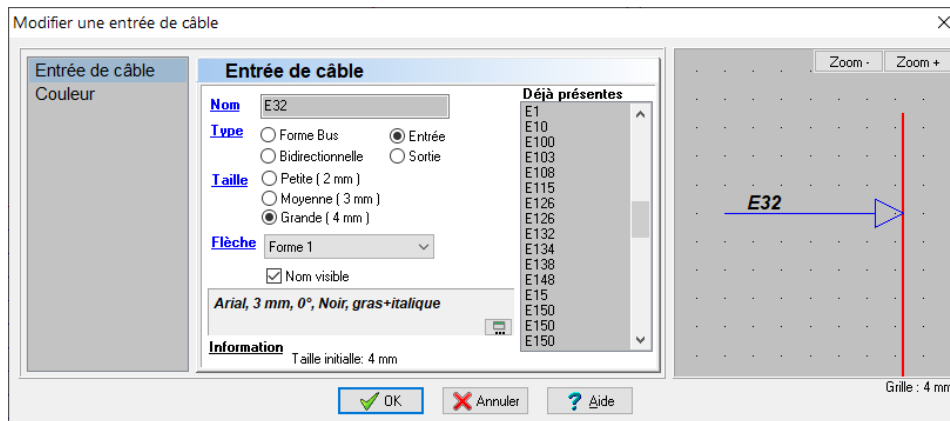 Modifier une entrée de câble
Entrée de câble
Couleur
Entrée de câble
Nom E32
Type Forme Bus Entrée
Bidirectionnelle Sortie
Taille Petite ( 2 mm )
Moyenne ( 3 mm )
Grande ( 4 mm )
Flèche Forme 1
Nom visible
Arial, 3 mm, 0°, Noir, gras+italique
Information Taille initialle: 4 mm
Déjà présentes
E1
E10
E100
E103
E108
E115
E126
E126
E132
E134
E138
E148
E15
E150
E150
E150
Zoom - Zoom +
E32
Grille : 4 mm
OK Annuler ? Aide